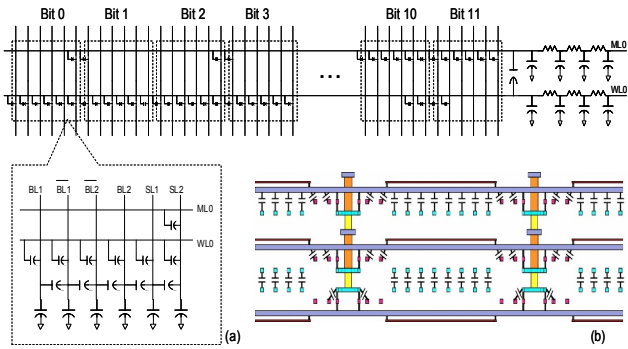 Bit 0 Bit 1 Bit 2 Bit 3 Bit 10 Bit 11
ML0
...
WL0
BL1 BL1 BL2 BL2 SL1 SL2
ML0
WL0
(a) (b)